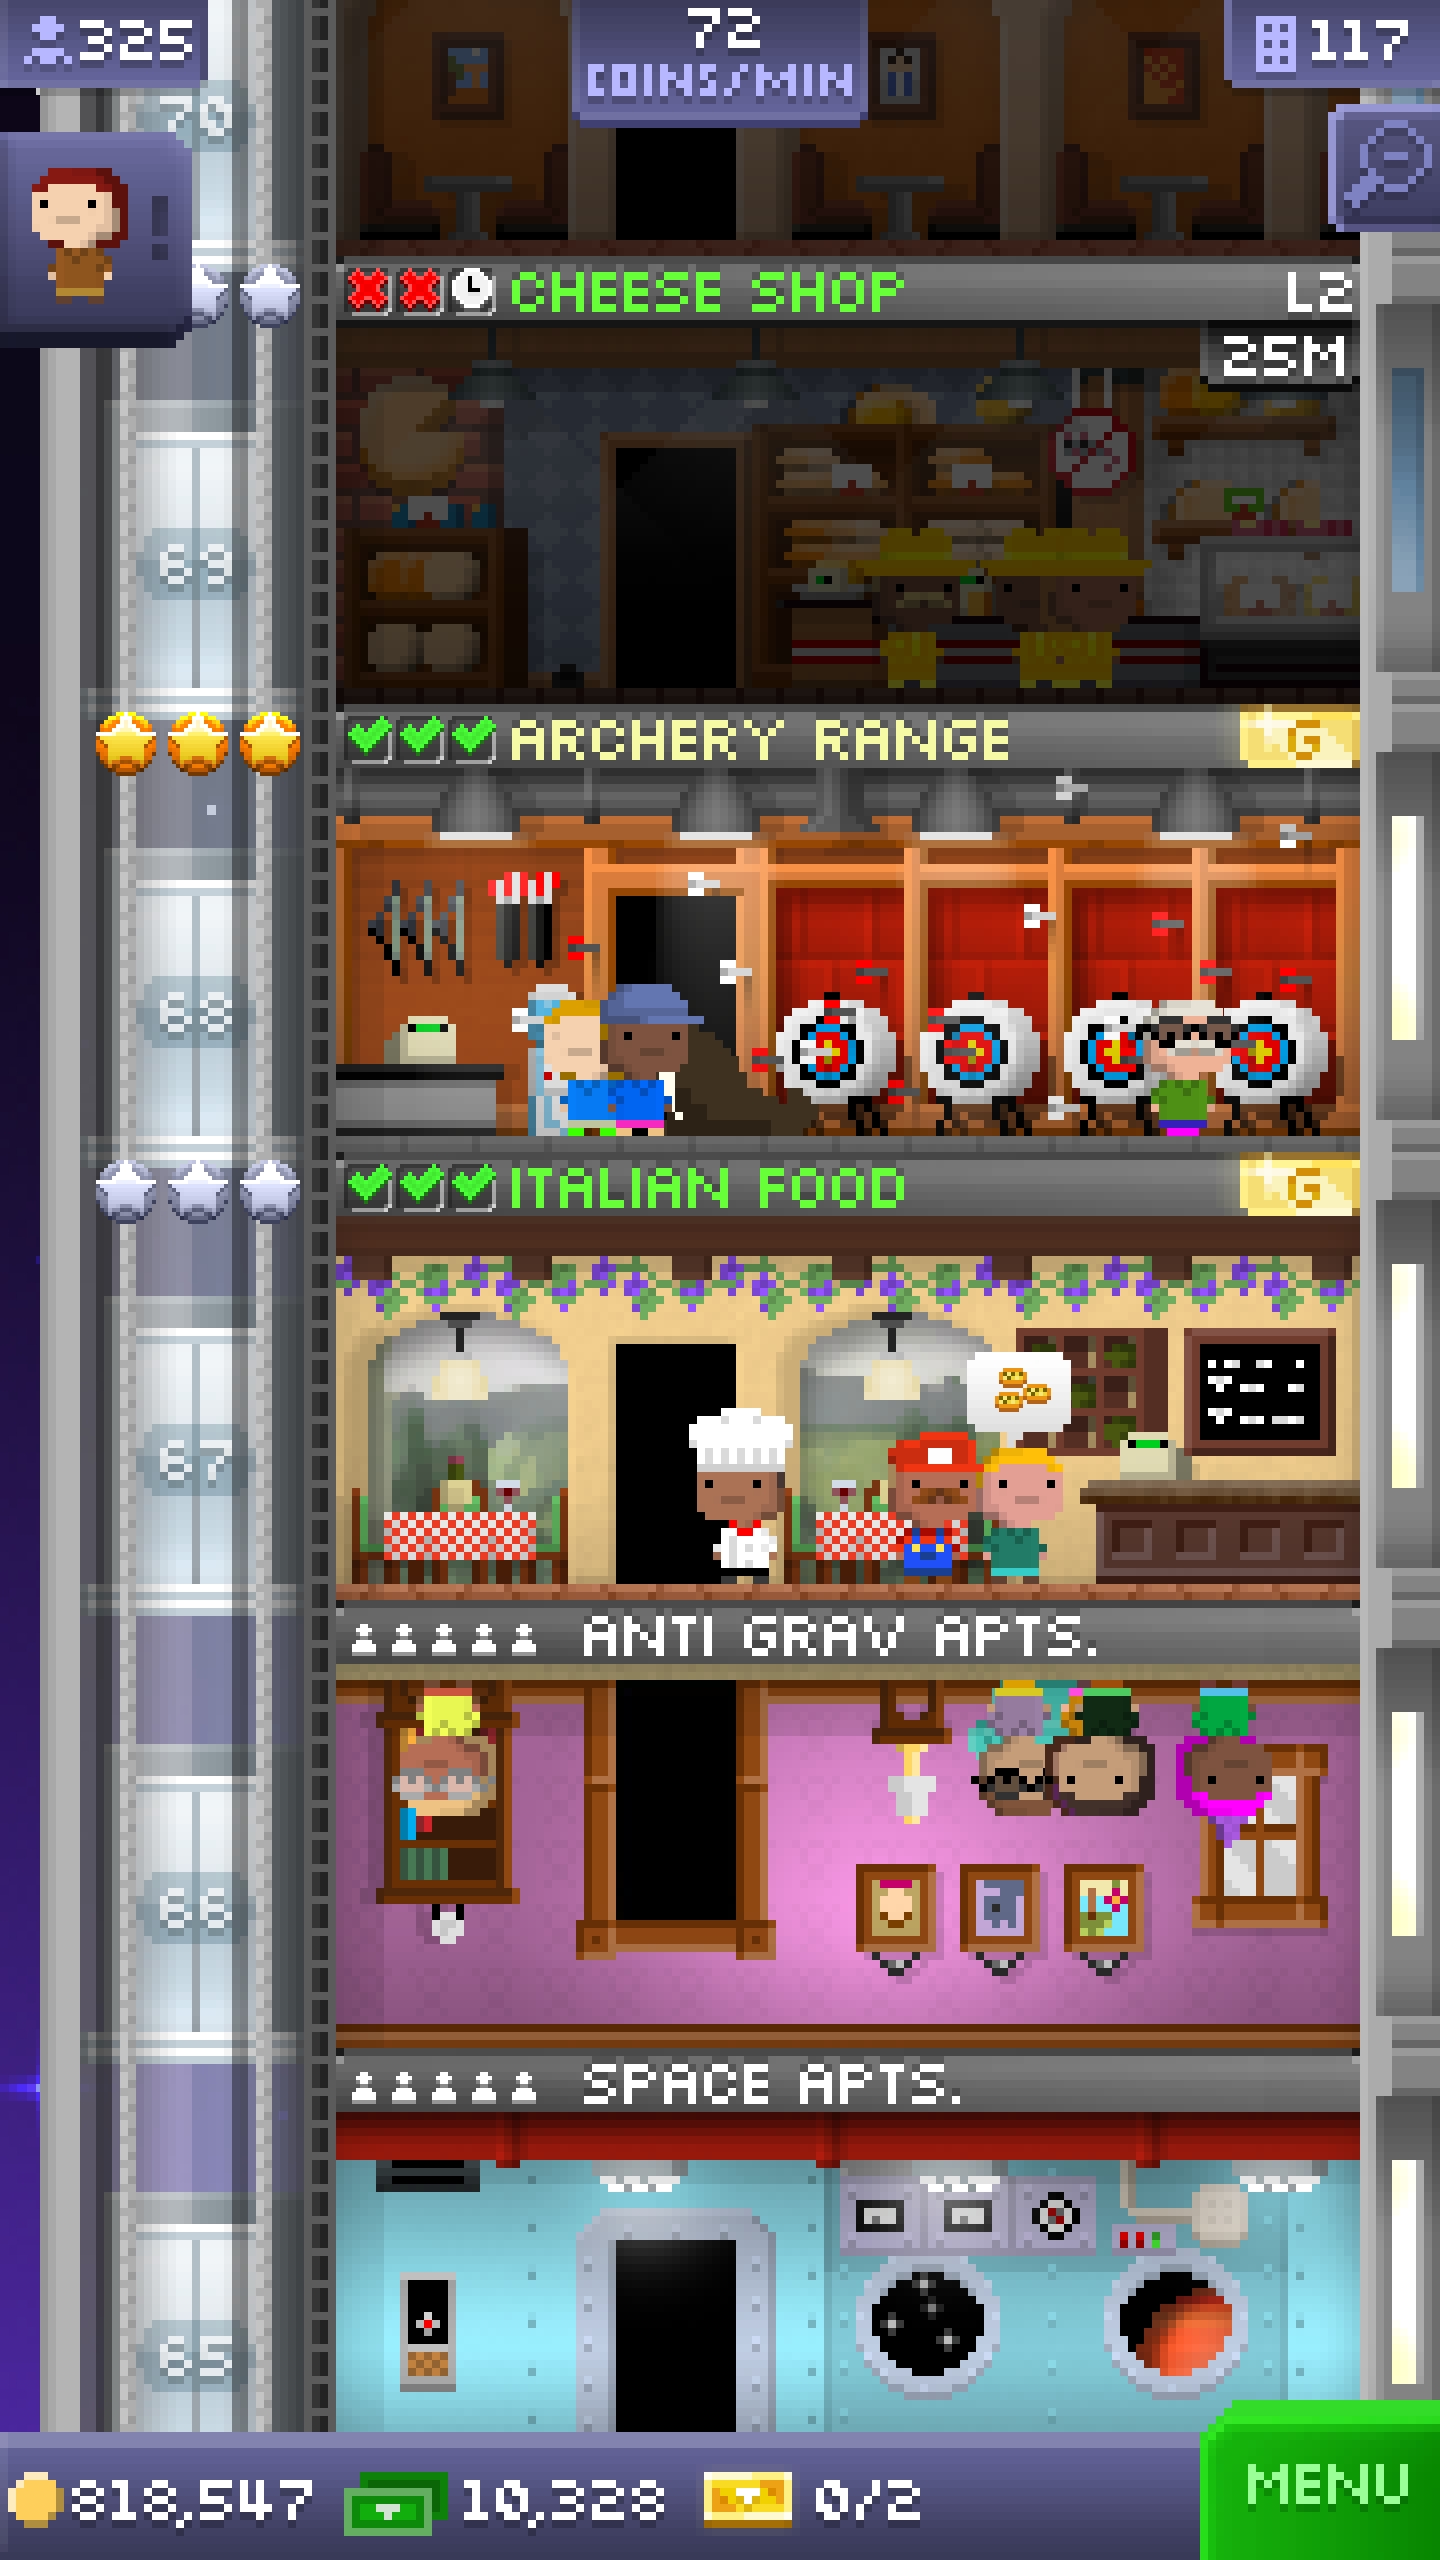 325
72
COINS/MIN
117
70
CHEESE SHOP
L2
25M
69
ARCHERY RANGE
G
68
ITALIAN FOOD
G
67
ANTI GRAV APTS.
66
SPACE APTS.
65
818,547
10,328
0/2
MENU